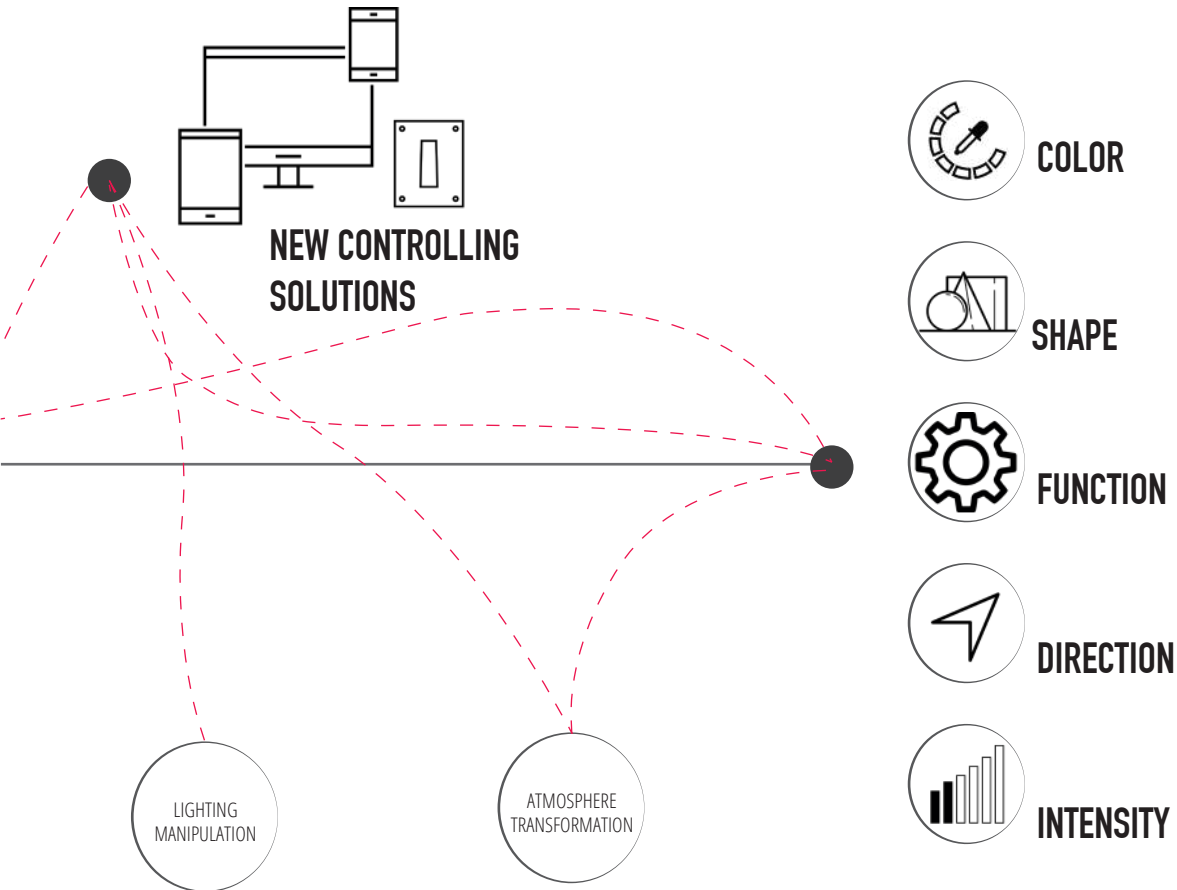 NEW CONTROLLING
SOLUTIONS
LIGHTING
MANIPULATION
ATMOSPHERE
TRANSFORMATION
COLOR
SHAPE
FUNCTION
DIRECTION
INTENSITY